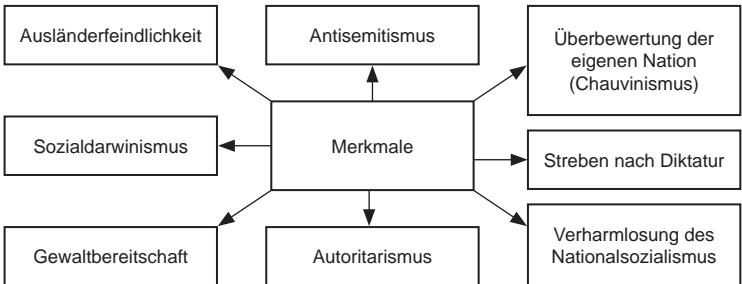 Ausländerfeindlichkeit
Antisemitismus
Überbewertung der
eigenen Nation
(Chauvinismus)
Sozialdarwinismus
Merkmale
Streben nach Diktatur
Gewaltbereitschaft
Autoritarismus
Verharmlosung des
Nationalsozialismus